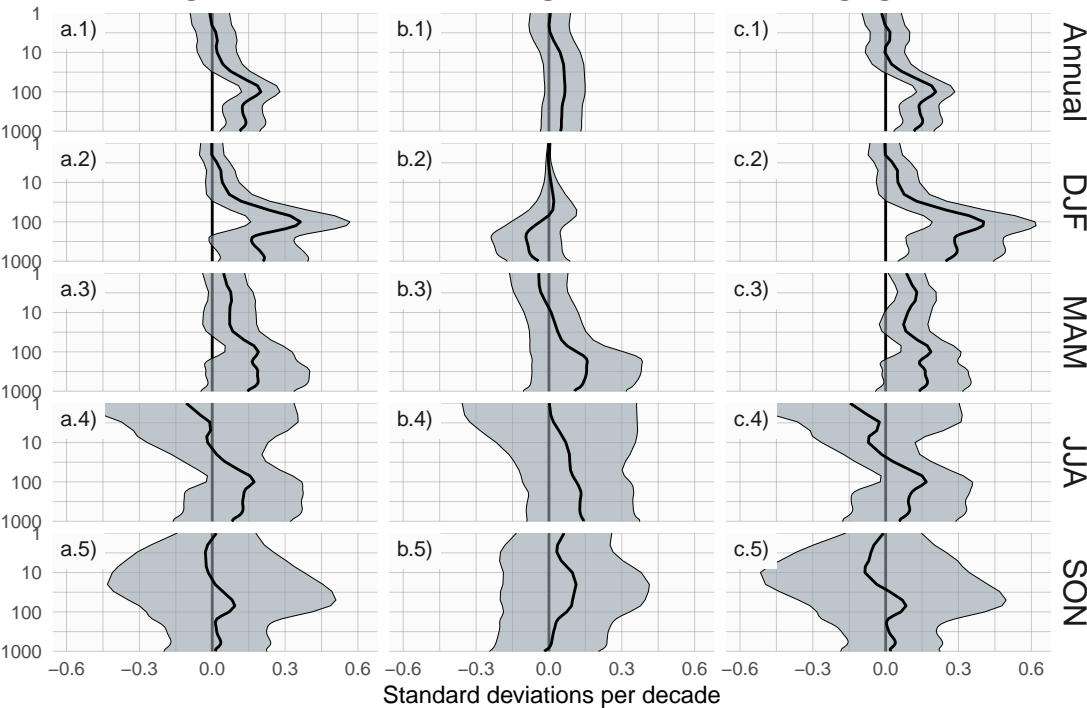 1
10
100
1000
a.1)
b.1)
c.1)
Annual
1
10
100
1000
a.2)
b.2)
c.2)
DJF
1
10
100
1000
a.3)
b.3)
c.3)
MAM
1
10
100
1000
a.4)
b.4)
c.4)
JJA
1
10
100
1000
a.5)
b.5)
c.5)
SON
−0.6 −0.3 0.0 0.3 0.6 −0.6 −0.3 0.0 0.3 0.6 −0.6 −0.3 0.0 0.3 0.6
Standard deviations per decade